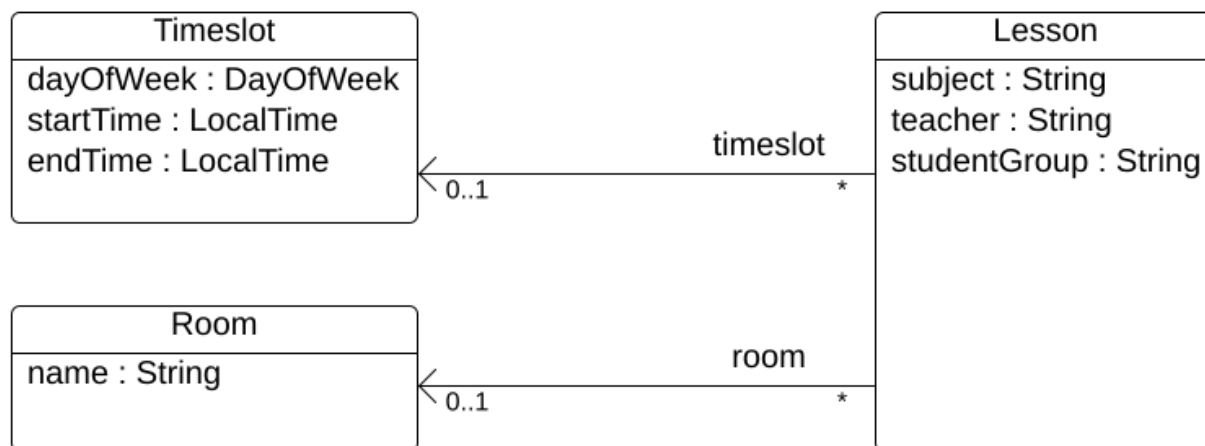 Timeslot
dayOfWeek : DayOfWeek
startTime : LocalTime
endTime : LocalTime
timeslot
0..1
*
Lesson
subject : String
teacher : String
studentGroup : String
Room
name : String
room
0..1
*